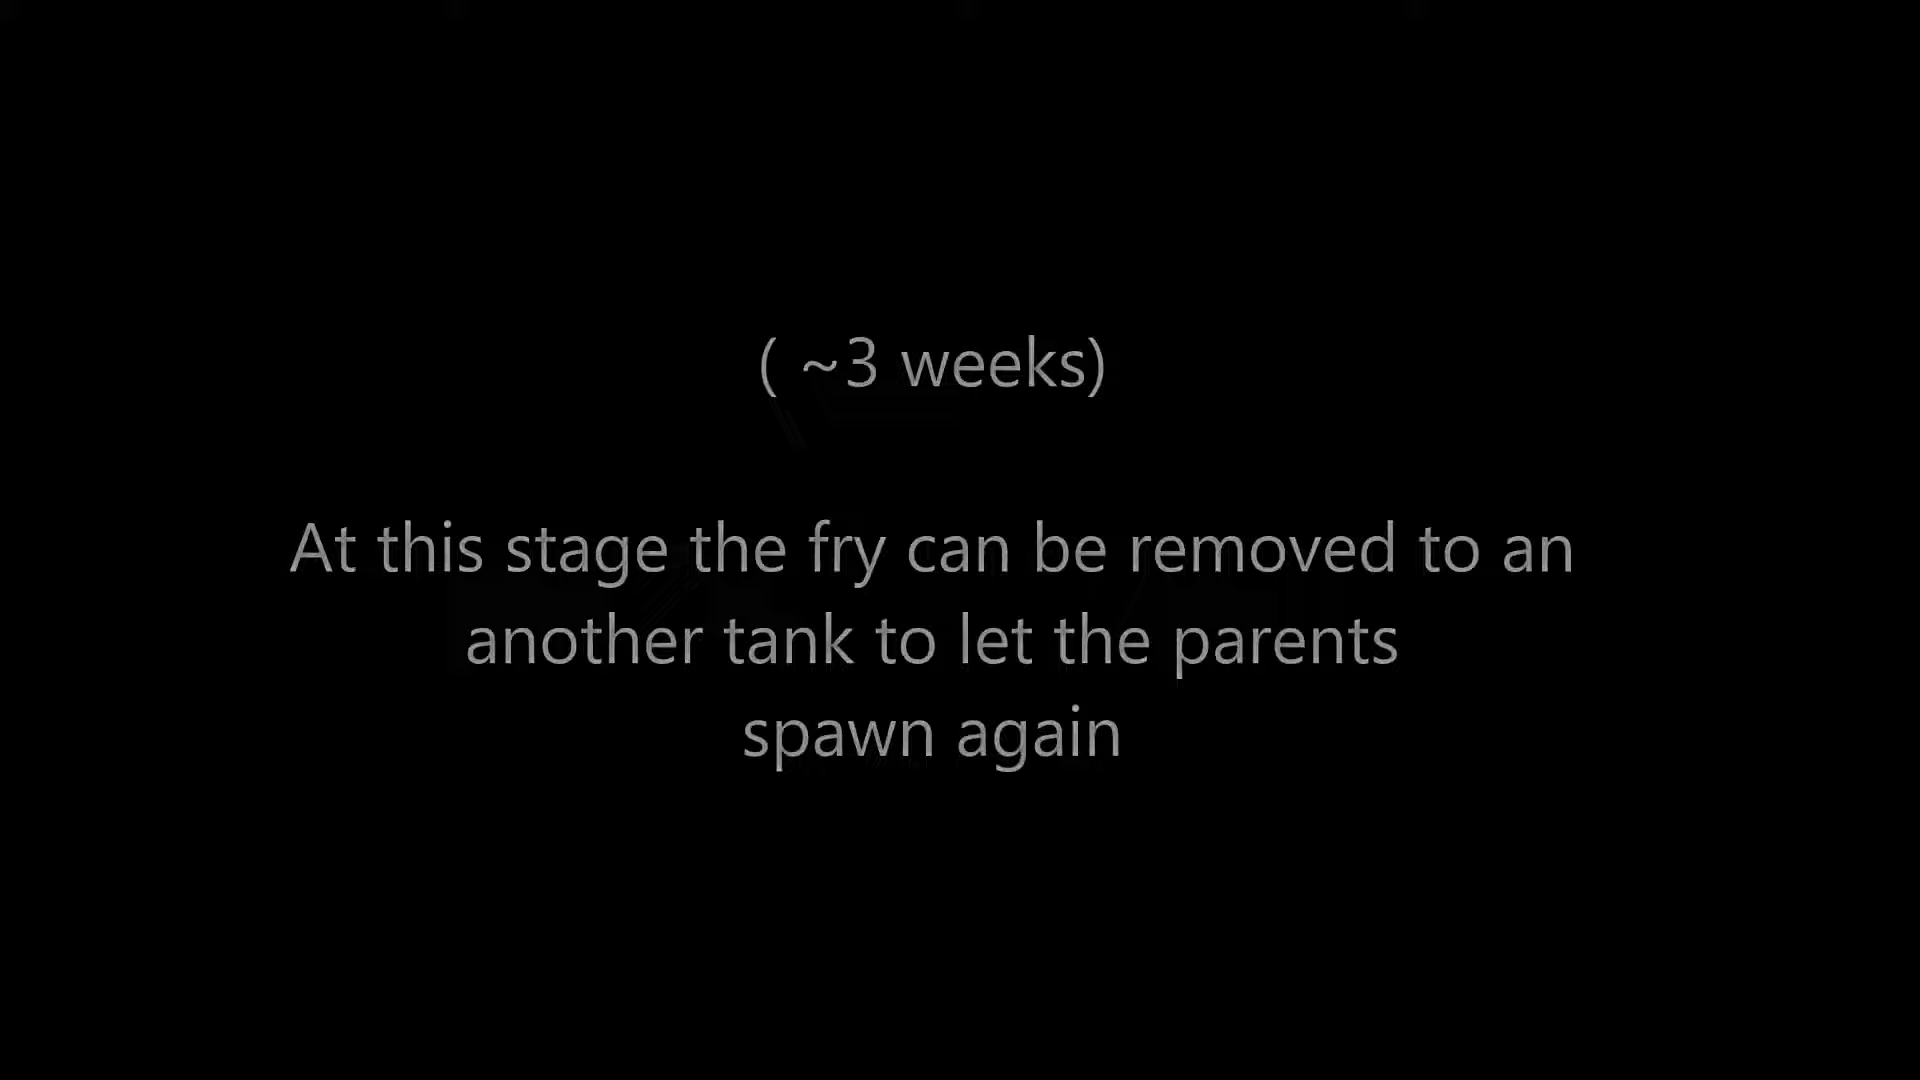 ( ~3 weeks)
At this stage the fry can be removed to an
another tank to let the parents
spawn again